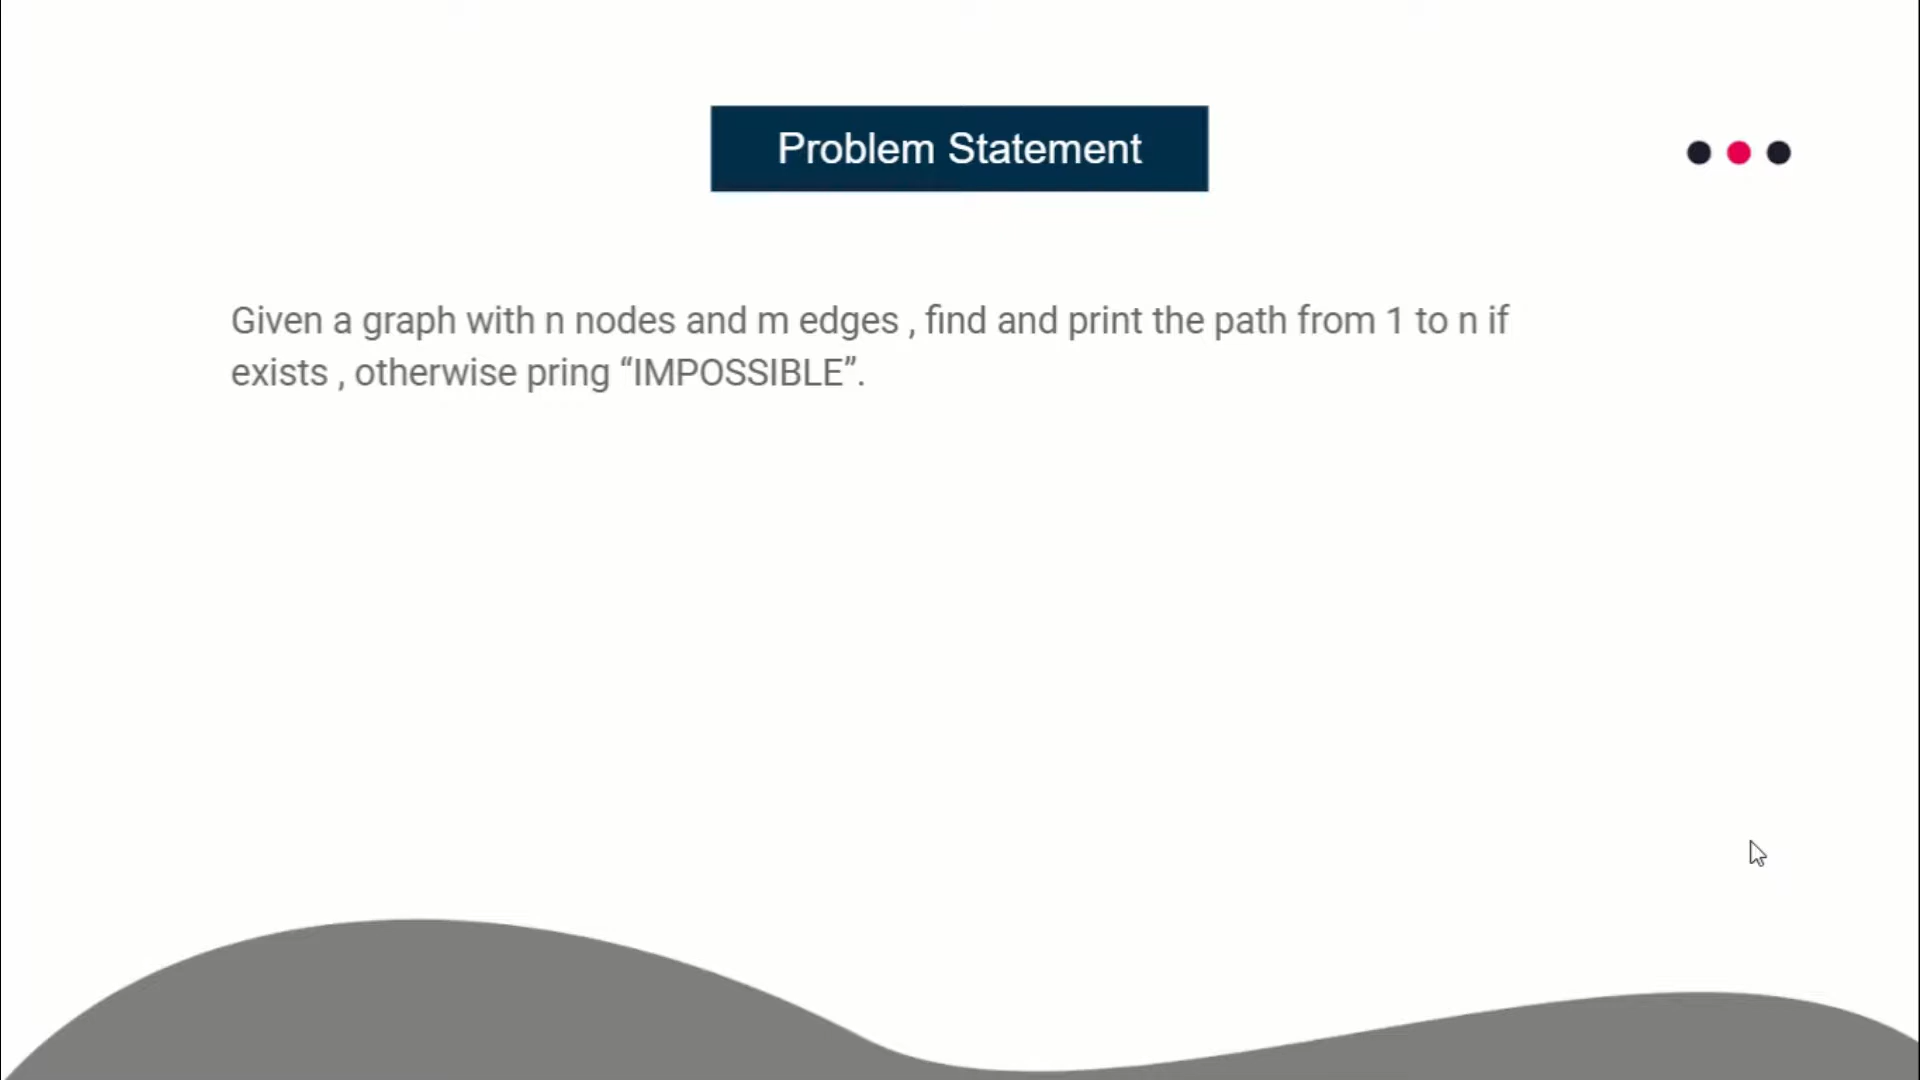 Problem Statement
Given a graph with n nodes and m edges , find and print the path from 1 to n if
exists , otherwise pring “IMPOSSIBLE”.